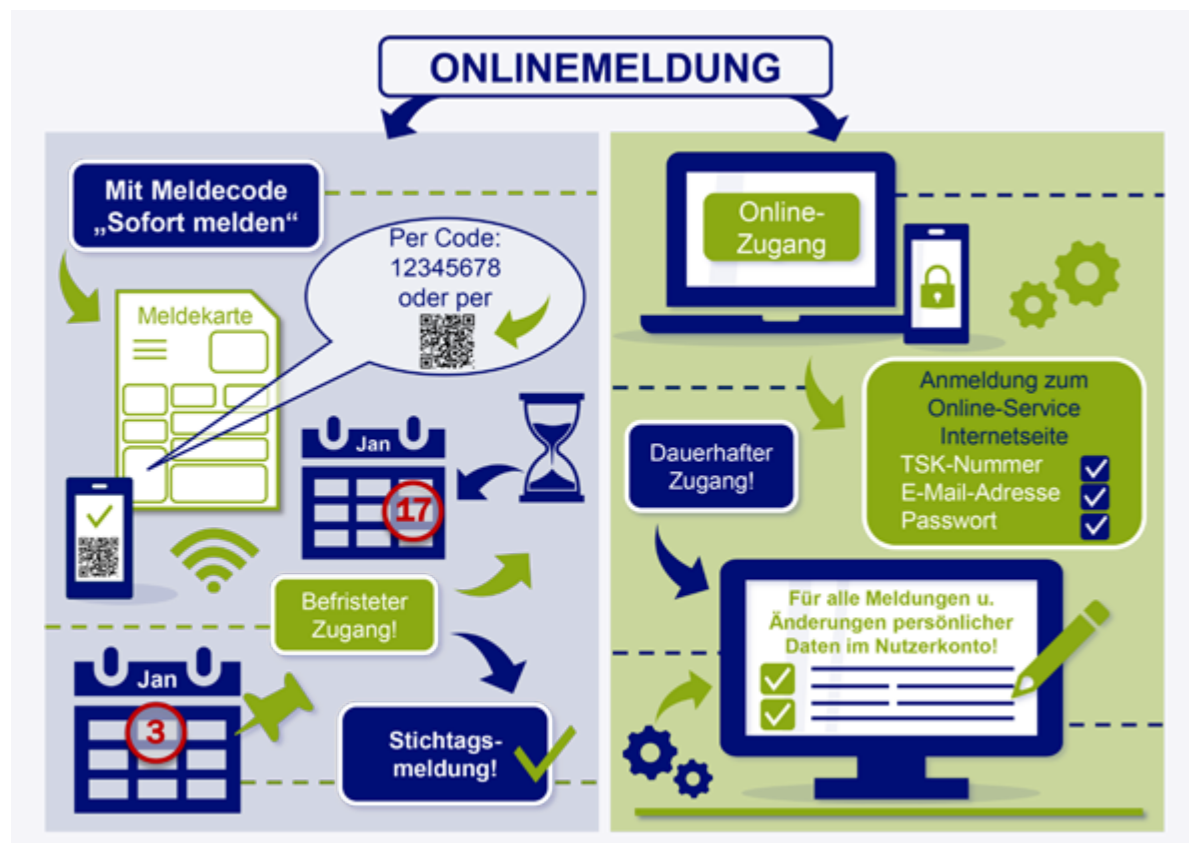 ONLINEMELDUNG
Mit Meldecode
„Sofort melden“
Per Code:
12345678
oder per
Meldekarte
Jan
17
Befristeter
Zugang!
Jan
3
Stichtags-
meldung!
Online-
Zugang
Anmeldung zum
Online-Service
Internetseite
TSK-Nummer
E-Mail-Adresse
Passwort
Dauerhafter
Zugang!
Für alle Meldungen u.
Änderungen persönlicher
Daten im Nutzerkonto!